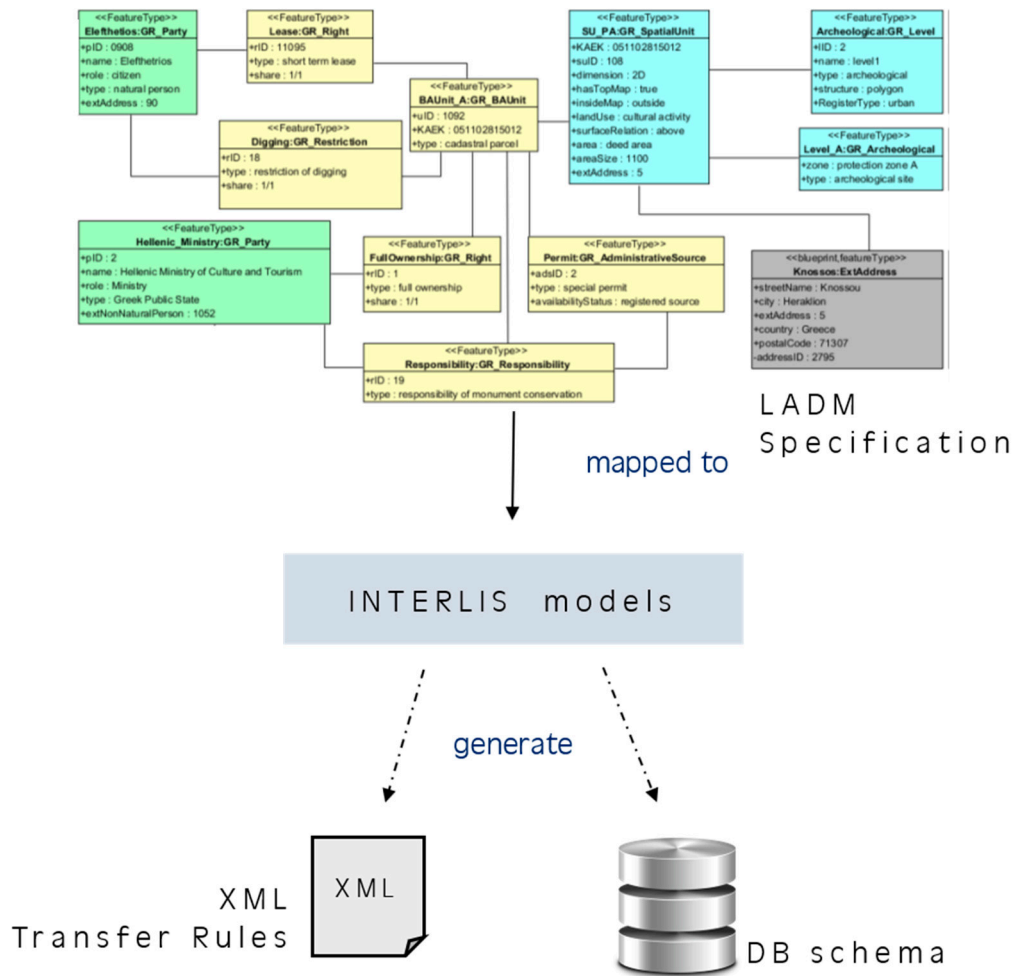 <<FeatureType>>
Elefthetios:GR_Party
+pID : 0908
+name : Elefthetrios
+role : citizen
+type : natural person
+extAddress : 90
<<FeatureType>>
Lease:GR_Right
+rID : 11095
+type : short term lease
+share : 1/1
<<FeatureType>>
BAUnit_A:GR_BAUnit
+uID : 1092
+KAEK : 051102815012
+type : cadastral parcel
<<FeatureType>>
SU_PA:GR_SpatialUnit
+KAEK : 051102815012
+suID : 108
+dimension : 2D
+hasTopMap : true
+insideMap : outside
+landUse : cultural activity
+surfaceRelation : above
+area : deed area
+areaSize : 1100
+extAddress : 5
<<FeatureType>>
Archeological:GR_Level
+lID : 2
+name : level1
+type : archeological
+structure : polygon
+RegisterType : urban
<<FeatureType>>
Level_A:GR_Archeological
+zone : protection zone A
+type : archeological site
<<FeatureType>>
Digging:GR_Restriction
+rID : 18
+type : restriction of digging
+share : 1/1
<<FeatureType>>
Hellenic_Ministry:GR_Party
+pID : 2
+name : Hellenic Ministry of Culture and Tourism
+role : Ministry
+type : Greek Public State
+extNonNaturalPerson : 1052
<<FeatureType>>
FullOwnership:GR_Right
+rID : 1
+type : full ownership
+share : 1/1
<<FeatureType>>
Permit:GR_AdministrativeSource
+adsID : 2
+type : special permit
+availabilityStatus : registered source
<<blueprint,featureType>>
Knossos:ExtAddress
+streetName : Knossou
+city : Heraklion
+extAddress : 5
+country : Greece
+postalCode : 71307
-addressID : 2795
<<FeatureType>>
Responsibility:GR_Responsibility
+rID : 19
+type : responsibility of monument conservation
LADM
Specification
mapped to
INTERLIS models
generate
XML
XML
Transfer Rules
DB schema